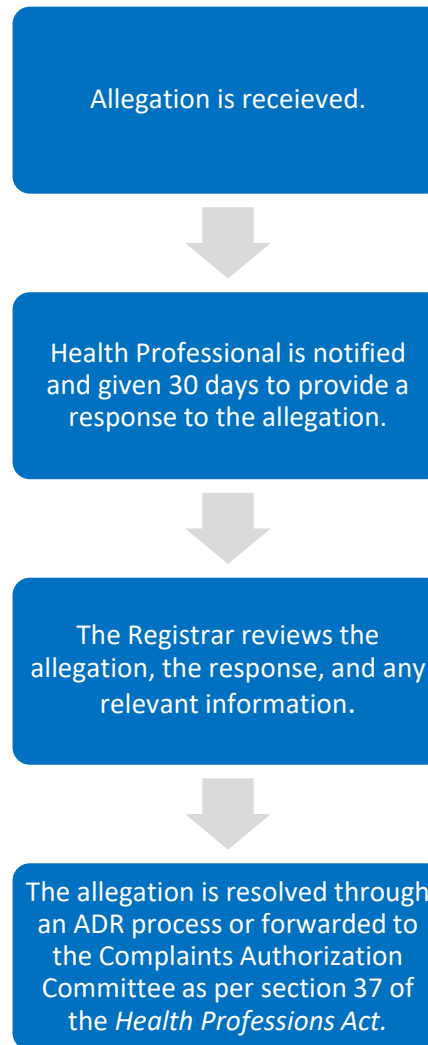 Allegation is receieved.
Health Professional is notified
and given 30 days to provide a
response to the allegation.
The Registrar reviews the
allegation, the response, and any
relevant information.
The allegation is resolved through
an ADR process or forwarded to
the Complaints Authorization
Committee as per section 37 of
the Health Professions Act.